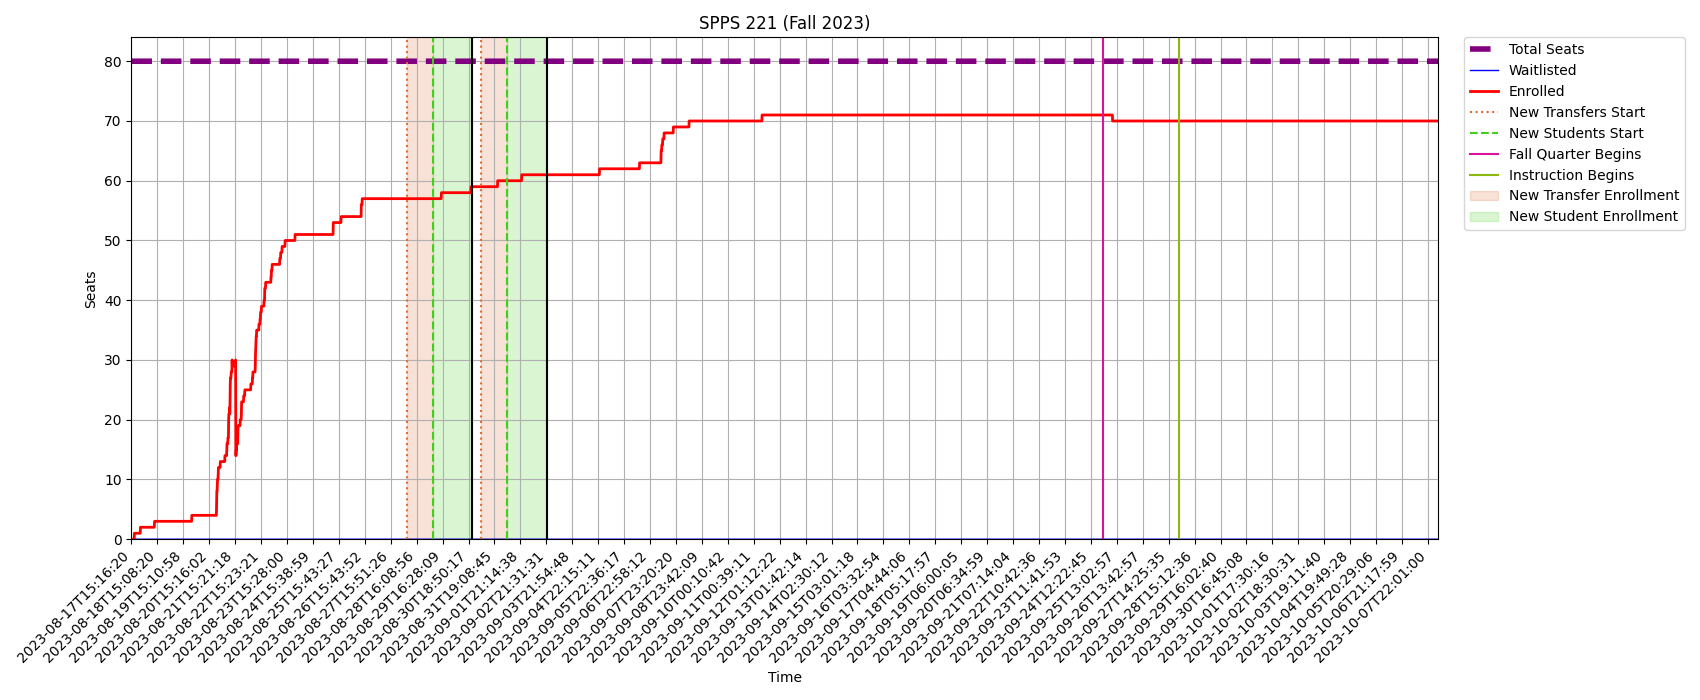 SPPS 221 (Fall 2023)
Seats
80
70
60
50
40
30
20
10
0
2023-08-17T15:16:20
2023-08-18T15:08:20
2023-08-19T15:10:58
2023-08-20T15:16:02
2023-08-21T15:21:18
2023-08-22T15:23:21
2023-08-23T15:28:00
2023-08-24T15:38:59
2023-08-25T15:43:27
2023-08-26T15:43:52
2023-08-27T15:51:26
2023-08-28T16:08:56
2023-08-29T16:28:09
2023-08-30T18:50:17
2023-08-31T19:08:45
2023-09-01T21:14:38
2023-09-02T21:31:31
2023-09-03T21:54:48
2023-09-04T22:15:11
2023-09-05T22:36:17
2023-09-06T22:58:12
2023-09-07T23:20:20
2023-09-08T23:42:09
2023-09-10T00:10:42
2023-09-11T00:39:11
2023-09-12T01:12:22
2023-09-13T01:42:14
2023-09-14T02:30:12
2023-09-15T03:01:18
2023-09-16T03:32:54
2023-09-17T04:44:06
2023-09-18T05:17:57
2023-09-19T06:00:05
2023-09-20T06:34:59
2023-09-21T07:14:04
2023-09-22T10:42:36
2023-09-23T11:41:53
2023-09-24T12:22:45
2023-09-25T13:02:57
2023-09-26T13:42:57
2023-09-27T14:25:35
2023-09-28T15:12:36
2023-09-29T16:02:40
2023-09-30T16:45:08
2023-10-01T17:30:16
2023-10-02T18:30:31
2023-10-03T19:11:40
2023-10-04T19:49:28
2023-10-05T20:29:06
2023-10-06T21:17:59
2023-10-07T22:01:00
Time
Total Seats
Waitlisted
Enrolled
New Transfers Start
New Students Start
Fall Quarter Begins
Instruction Begins
New Transfer Enrollment
New Student Enrollment